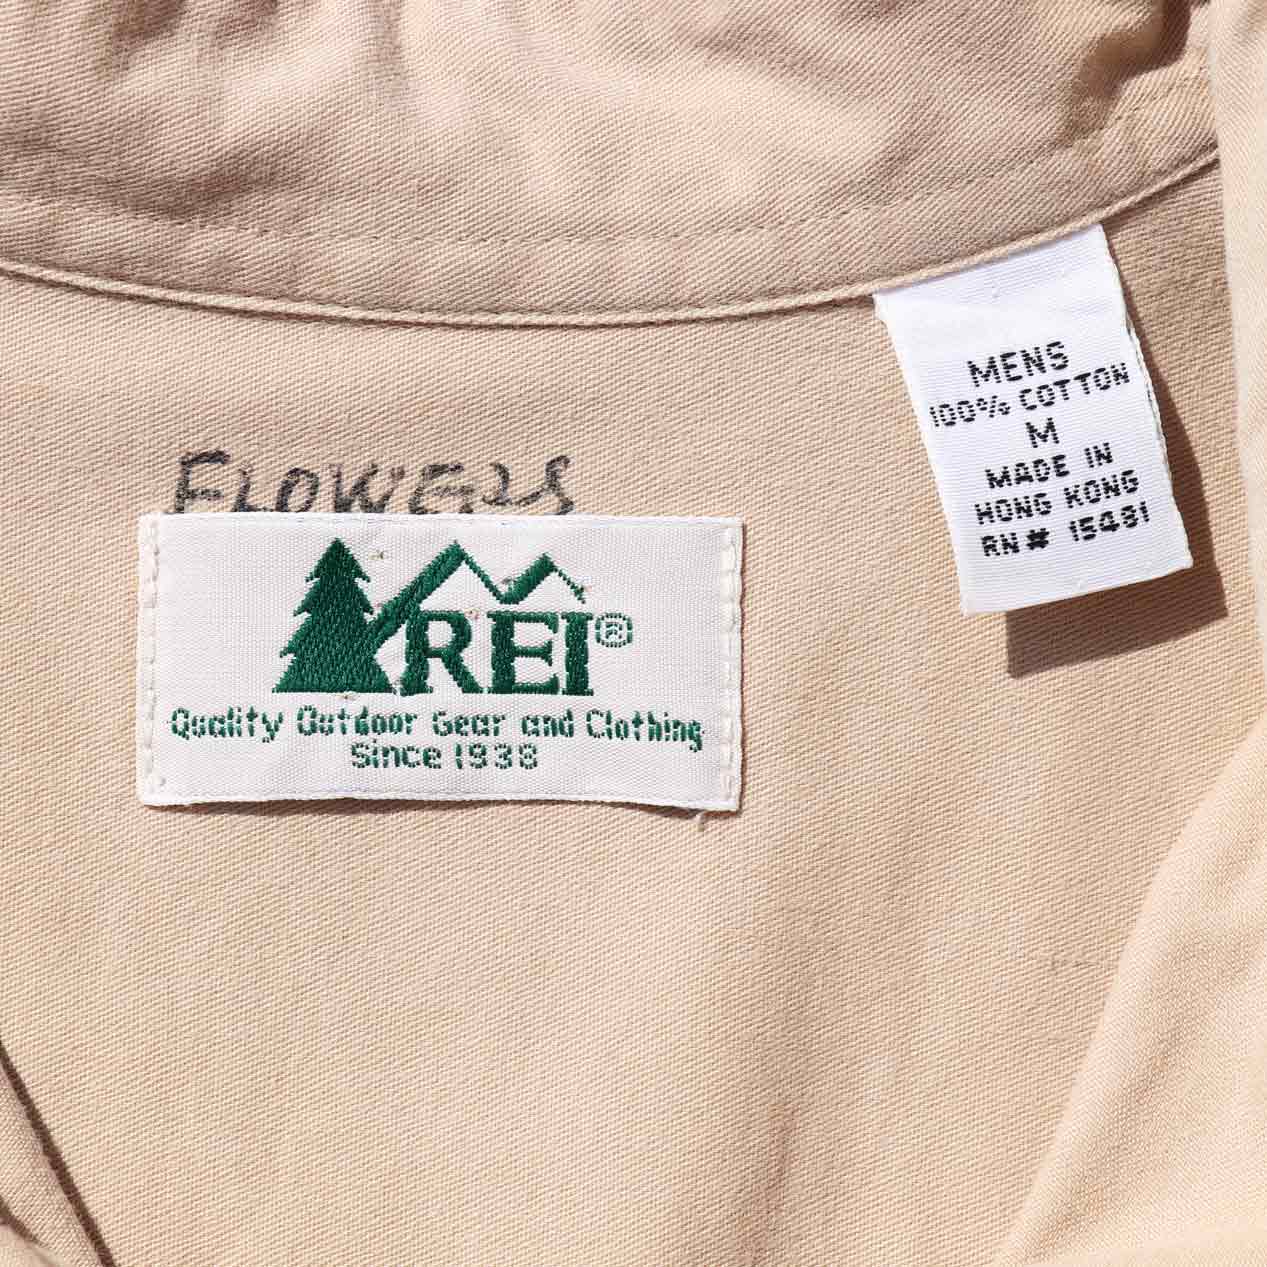 FLOWERS
REI®
Quality Outdoor Gear and Clothing
Since 1938
MENS
100% COTTON
M
MADE IN
HONG KONG
RN# 15481